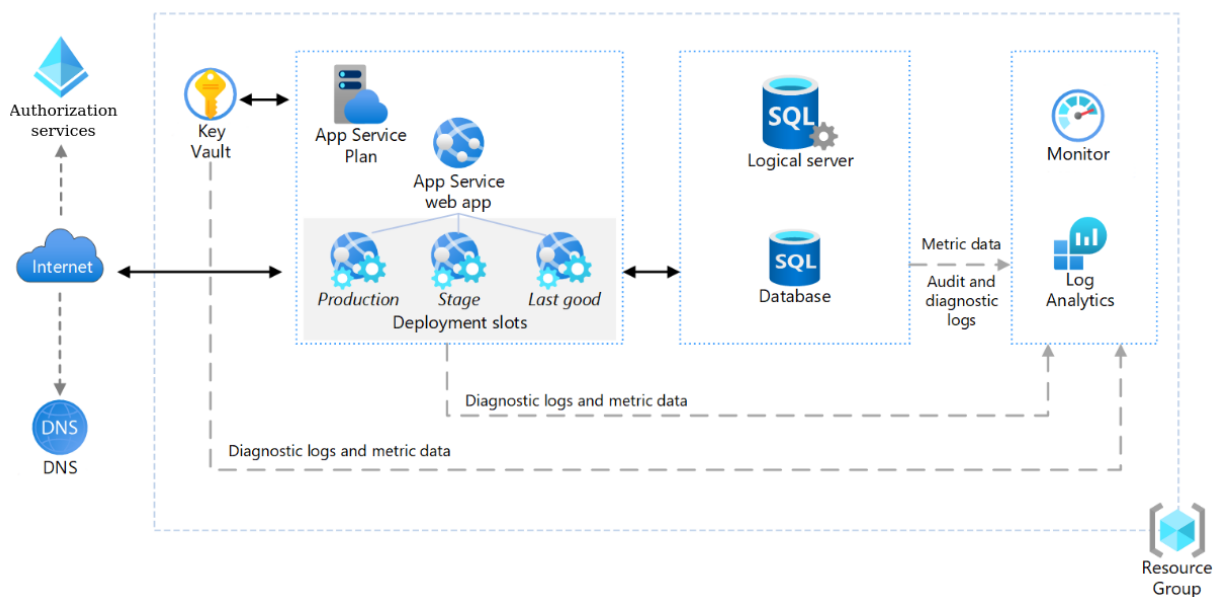 Authorization
services
Internet
DNS
DNS
Key
Vault
App Service
Plan
App Service
web app
Production
Stage
Last good
Deployment slots
SQL
Logical server
SQL
Database
Metric data
Audit and
diagnostic
logs
Monitor
Log
Analytics
Diagnostic logs and metric data
Diagnostic logs and metric data
Resource
Group